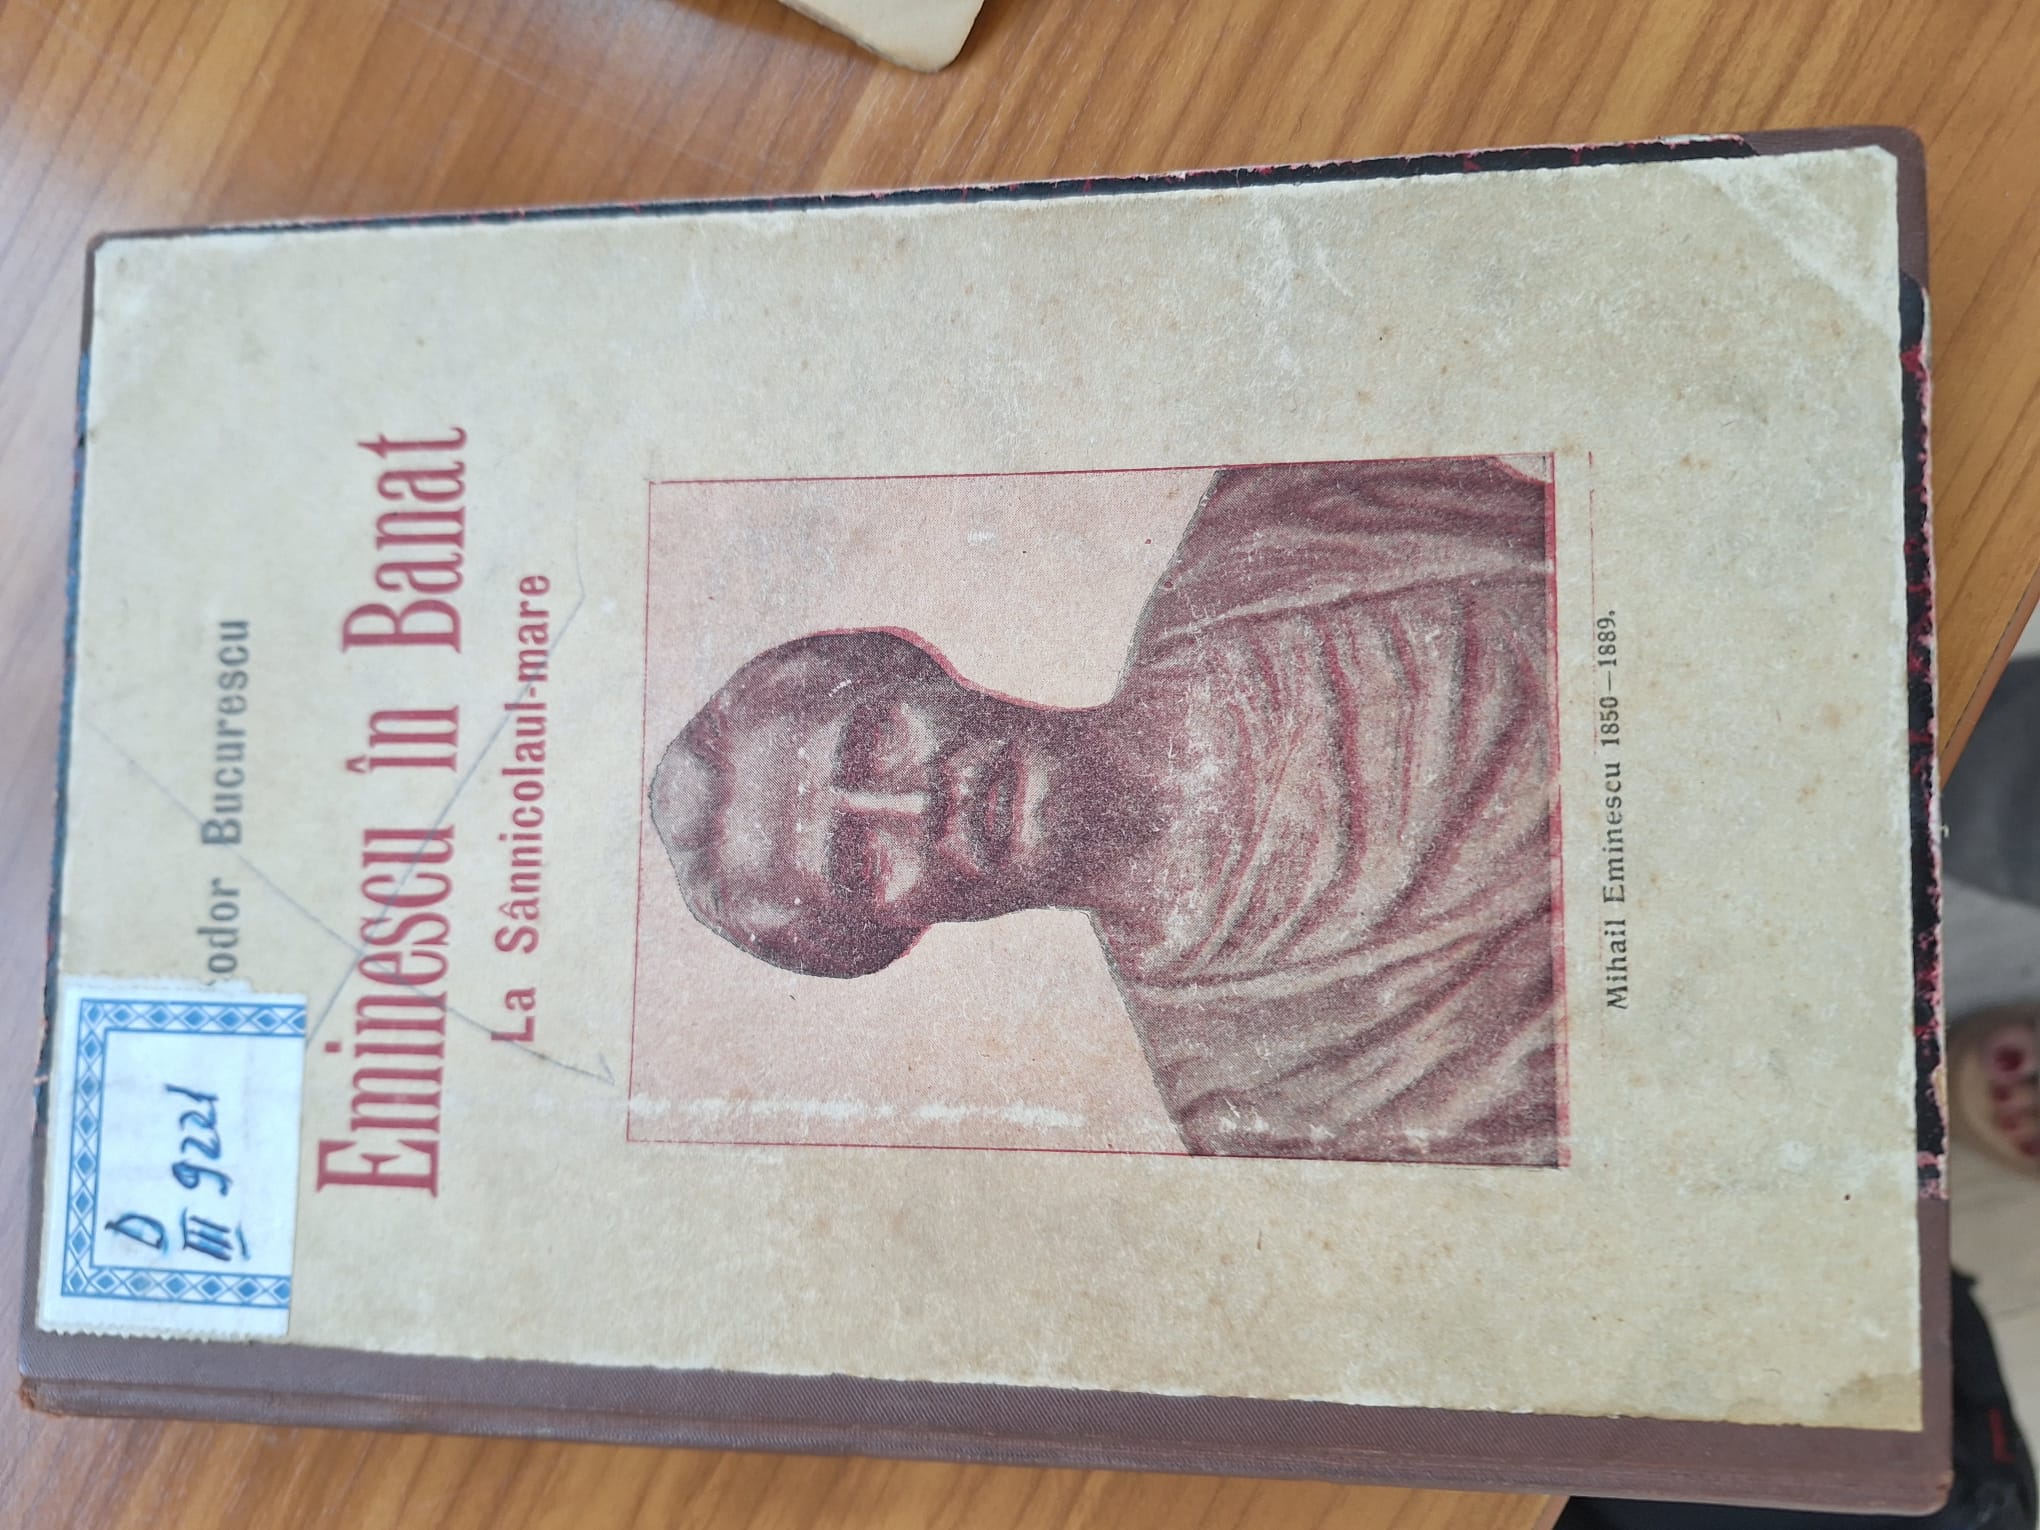 D
III 9221
odor Bucurescu
Eminescu în Banat
La Sânnicolaul-mare
Mihail Eminescu 1850—1889.